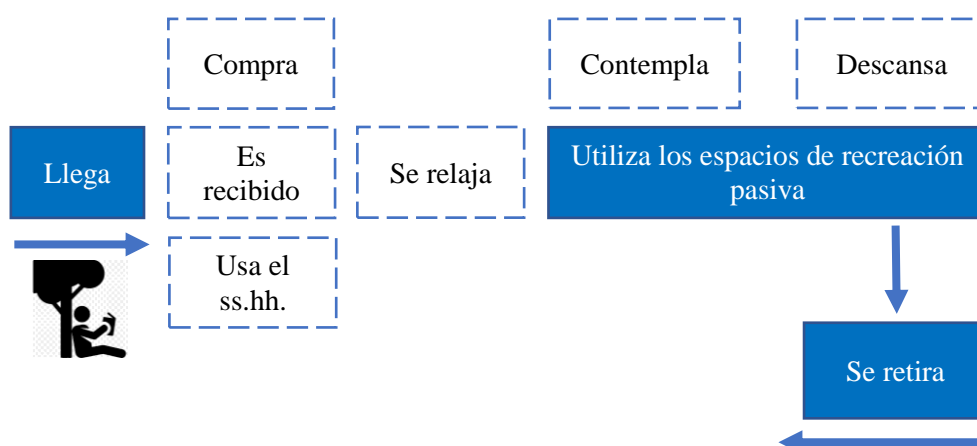 Compra
Contempla
Descansa
Llega
Es
recibido
Se relaja
Utiliza los espacios de recreación
pasiva
Usa el
ss.hh.
Se retira